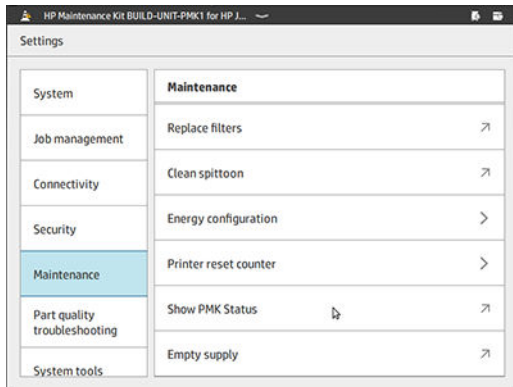 HP Maintenance Kit BUILD-UNIT-PMK1 for HP J...
Settings
System
Job management
Connectivity
Security
Maintenance
Part quality
troubleshooting
System tools
Maintenance
Replace filters
Clean spittoon
Energy configuration
Printer reset counter
Show PMK Status
Empty supply